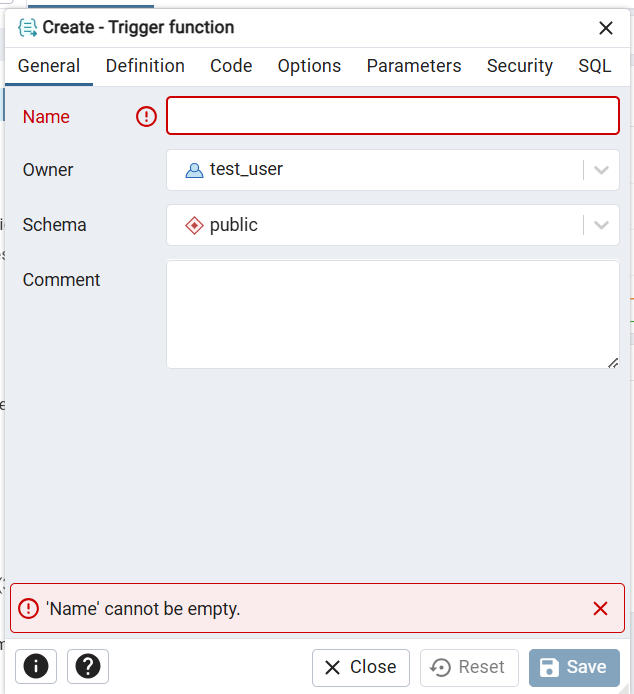 Create - Trigger function
General Definition Code Options Parameters Security SQL
Name
Owner test_user
Schema public
Comment
'Name' cannot be empty.
Close Reset Save